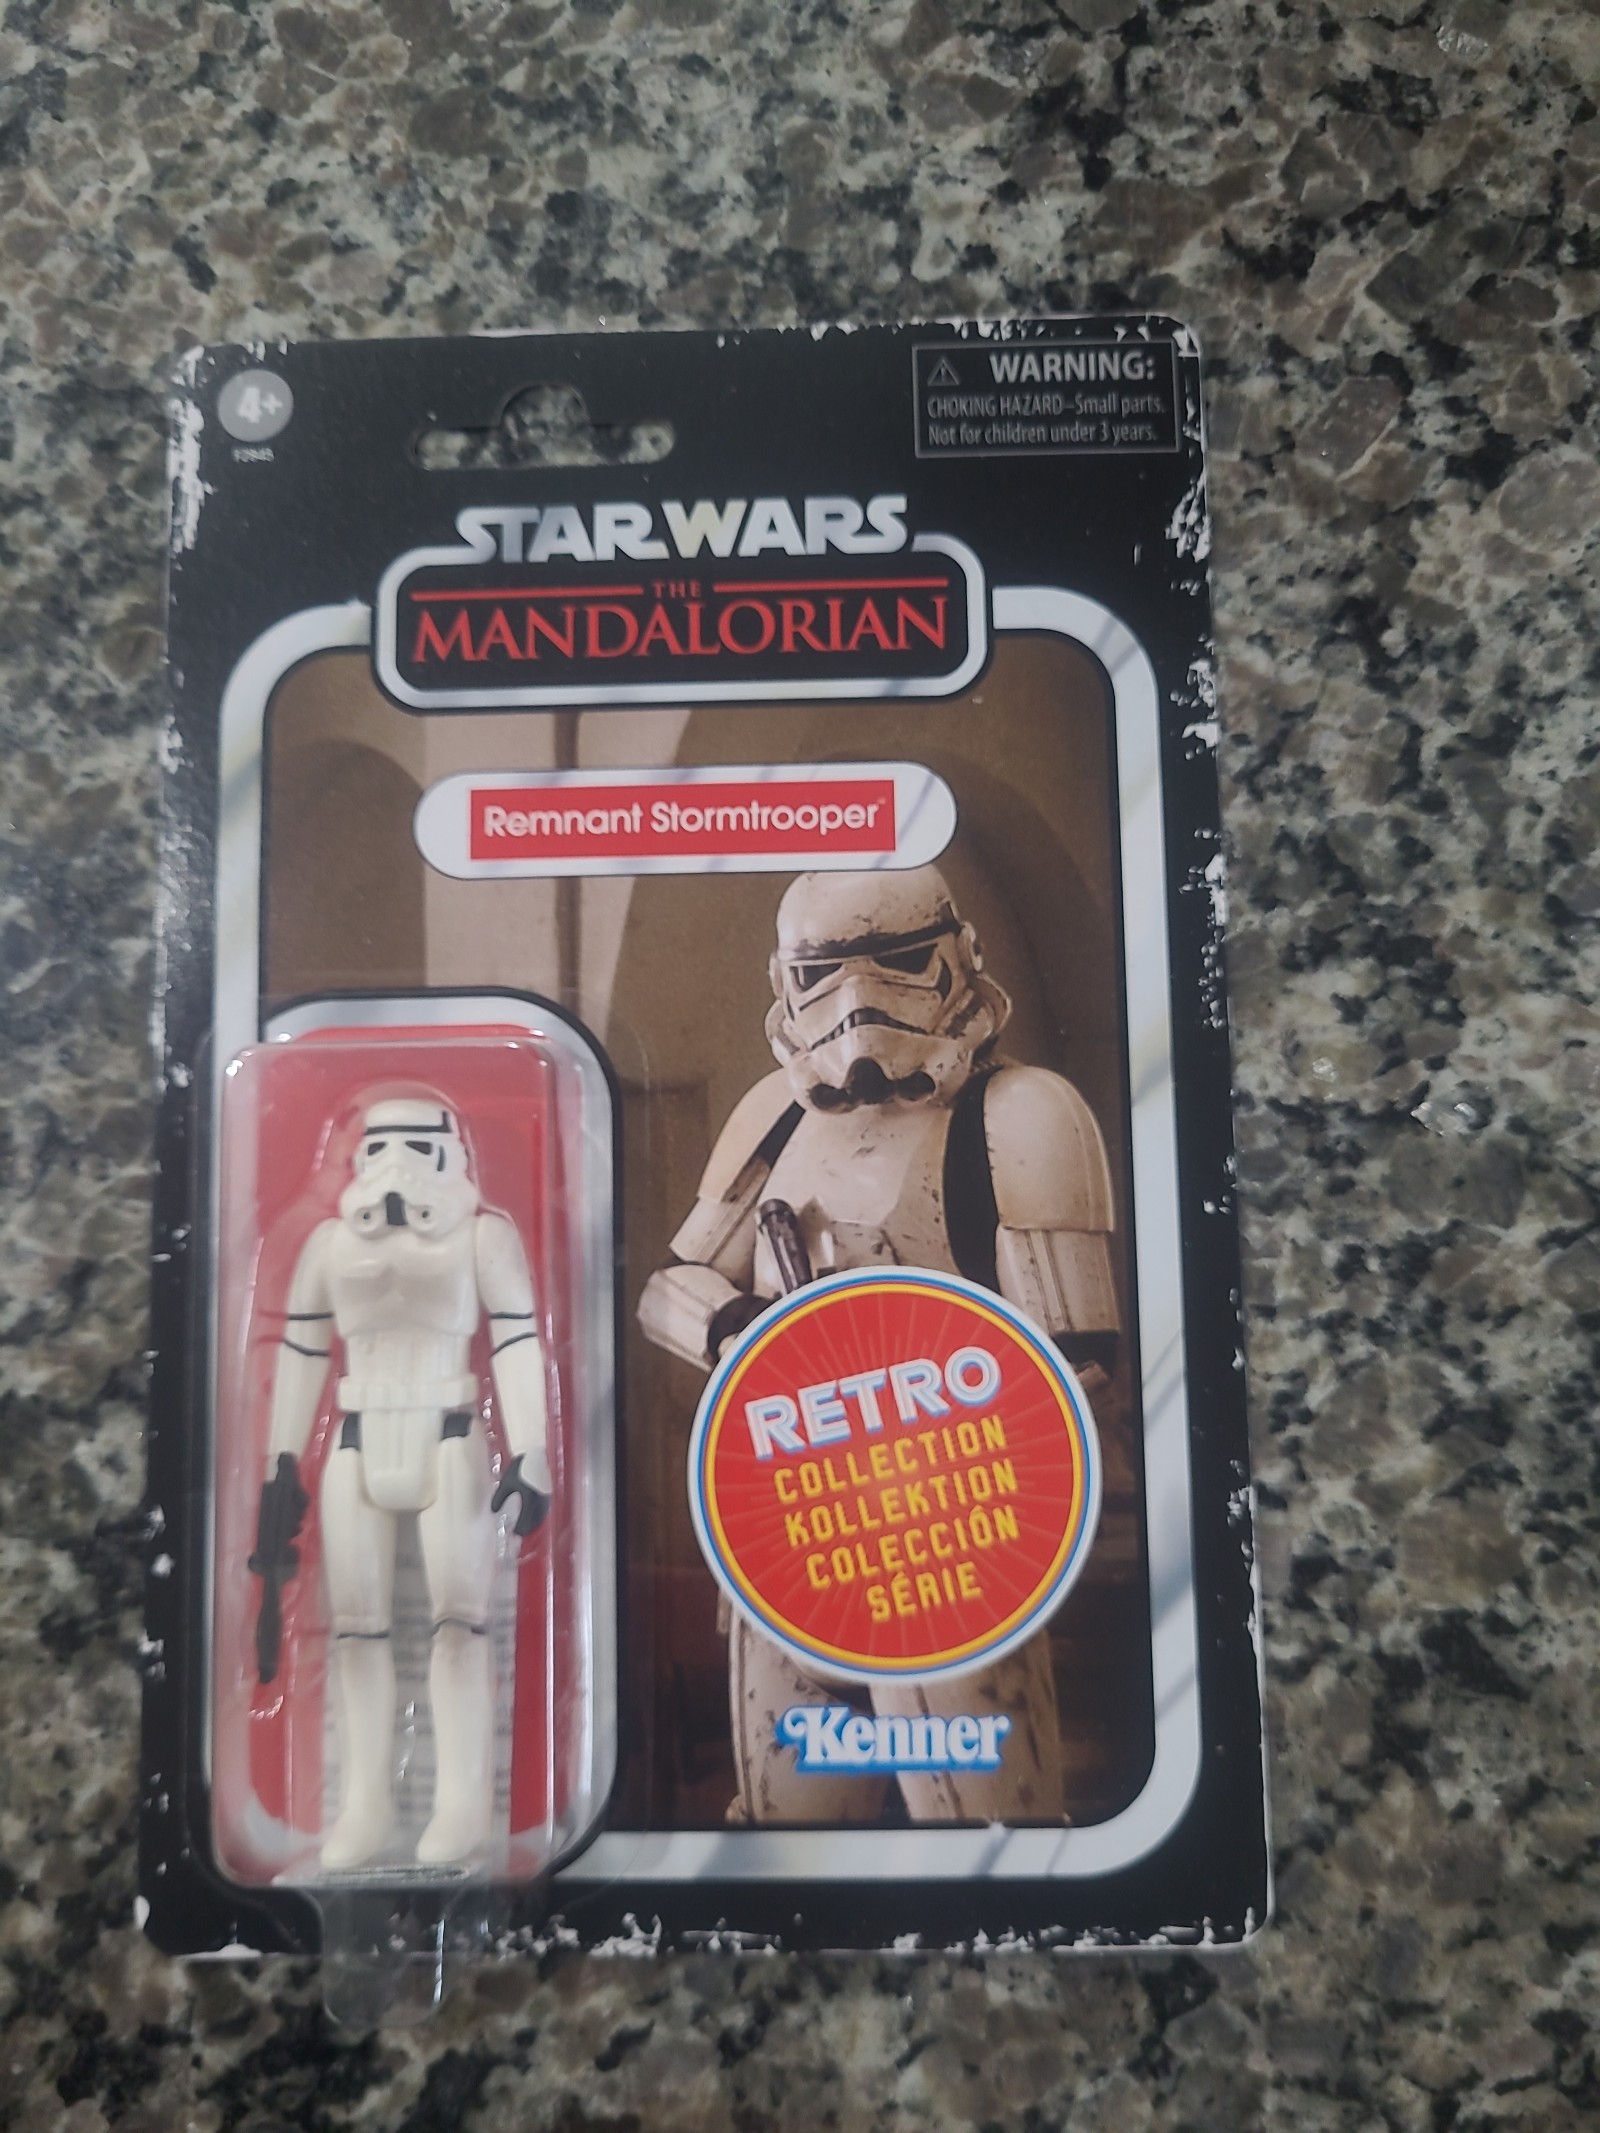 4+
WARNING:
CHOKING HAZARD–Small parts.
Not for children under 3 years.
STAR WARS
THE
MANDALORIAN
Remnant Stormtrooper™
RETRO
COLLECTION
KOLLEKTION
COLECCIÓN
SÉRIE
Kenner